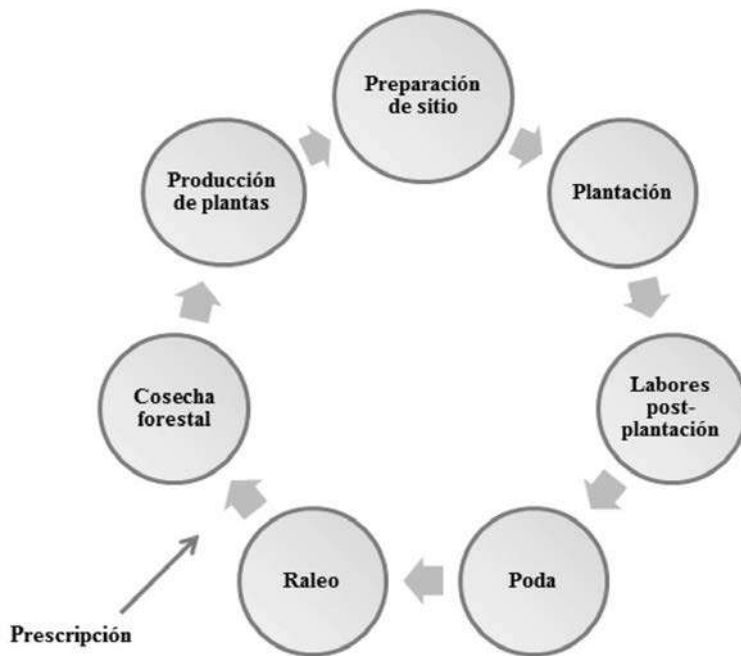 Preparación
de sitio
Plantación
Labores
post-
plantación
Poda
Raleo
Prescripción
Cosecha
forestal
Producción
de plantas